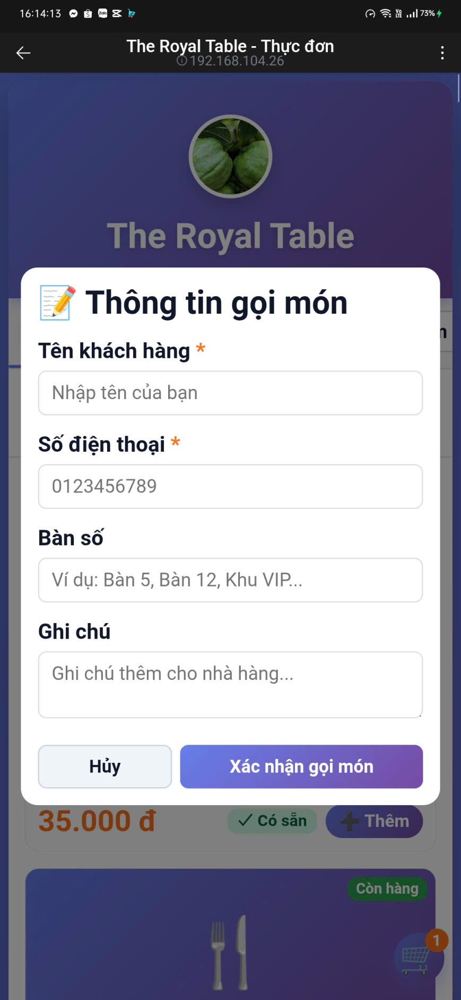 16:14:13
Zalo
Vo LTE
73%
The Royal Table - Thực đơn
192.168.104.26
The Royal Table
📝 Thông tin gọi món
Tên khách hàng *
Nhập tên của bạn
Số điện thoại *
0123456789
Bàn số
Ví dụ: Bàn 5, Bàn 12, Khu VIP...
Ghi chú
Ghi chú thêm cho nhà hàng...
Hủy
Xác nhận gọi món
35.000 đ
✓ Có sẵn
➕ Thêm
Còn hàng
1